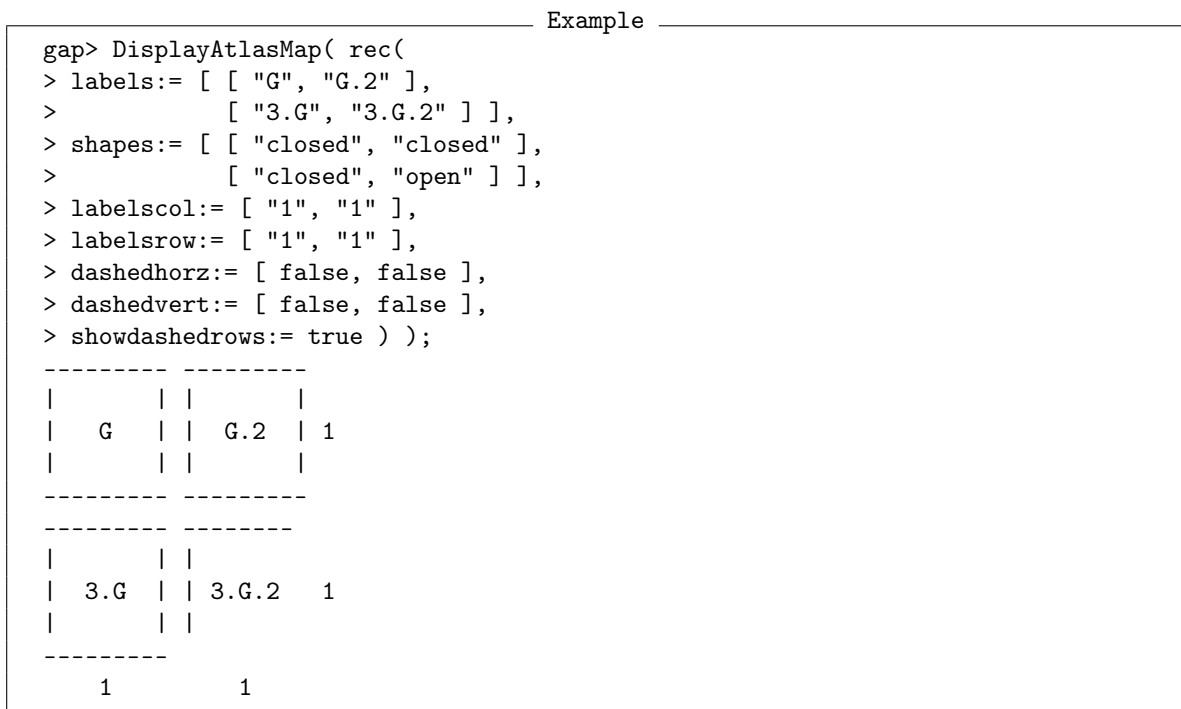 Example
gap> DisplayAtlasMap( rec(
> labels:= [ [ "G", "G.2" ],
>            [ "3.G", "3.G.2" ] ],
> shapes:= [ [ "closed", "closed" ],
>            [ "closed", "open" ] ],
> labelscol:= [ "1", "1" ],
> labelsrow:= [ "1", "1" ],
> dashedhorz:= [ false, false ],
> dashedvert:= [ false, false ],
> showdashedrows:= true ) );
--------- ---------
|       | |       |
|   G   | |  G.2  | 1
|       | |       |
--------- ---------
--------- --------
|       | |
|  3.G  | | 3.G.2   1
|       | |
---------
    1        1